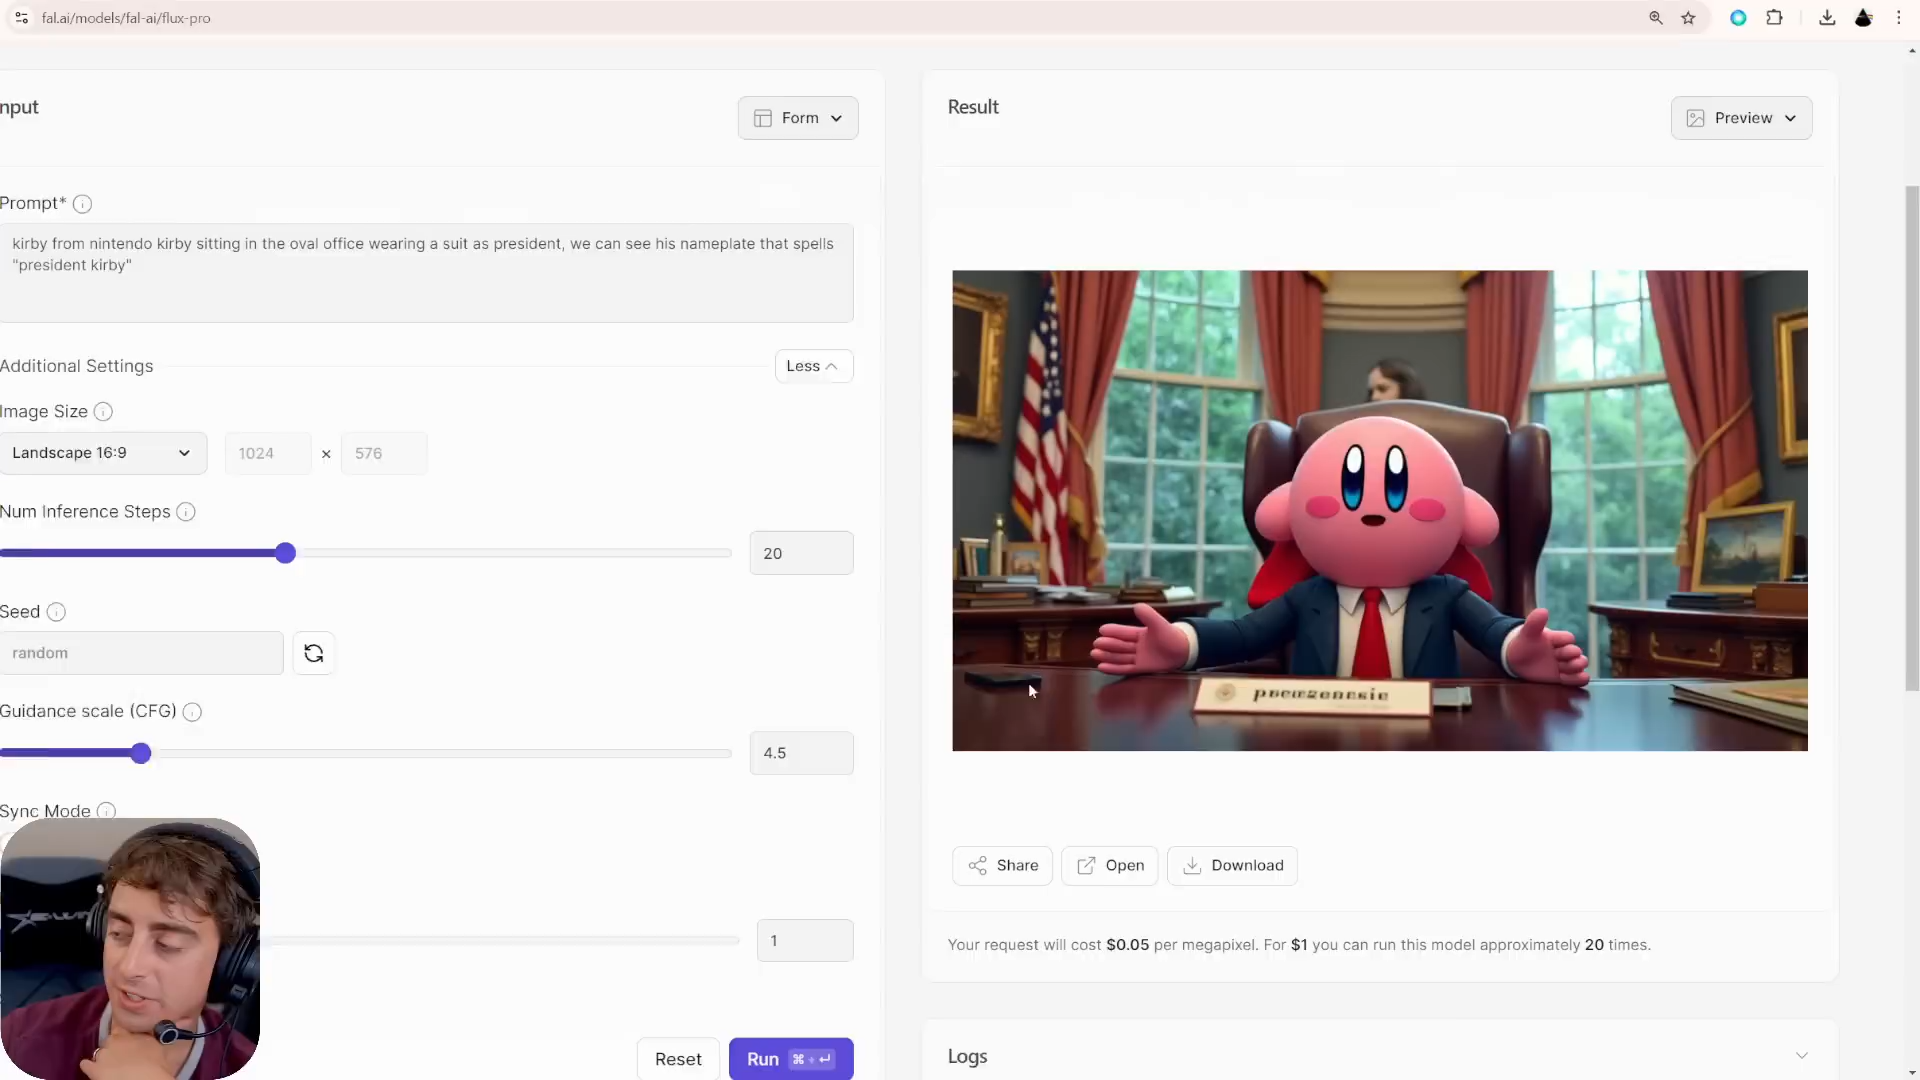 fal.ai/models/fal-ai/flux-pro
nput
Form
Prompt*
kirby from nintendo kirby sitting in the oval office wearing a suit as president, we can see his nameplate that spells
"president kirby"
Additional Settings
Less
Image Size
Landscape 16:9
1024 × 576
Num Inference Steps
20
Seed
random
Guidance scale (CFG)
4.5
Sync Mode
1
Reset
Run ⌘ + ↵
Result
Preview
Share
Open
Download
Your request will cost $0.05 per megapixel. For $1 you can run this model approximately 20 times.
Logs